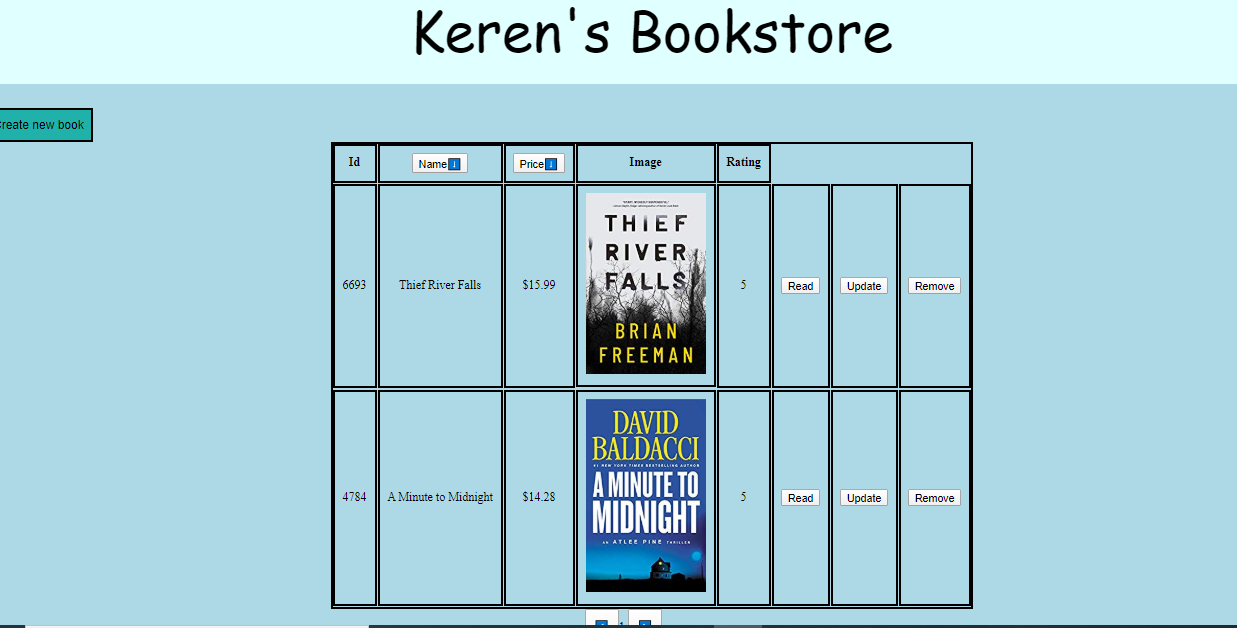 Keren's Bookstore
reate new book
Id Name Price Image Rating
THIEF
RIVER
FALLS
BRIAN
FREEMAN
6693 Thief River Falls $15.99 5 Read Update Remove
DAVID
BALDACCI
#1 NEW YORK TIMES BESTSELLING AUTHOR
A MINUTE TO
MIDNIGHT
AN ATLEE PINE THRILLER
4784 A Minute to Midnight $14.28 5 Read Update Remove